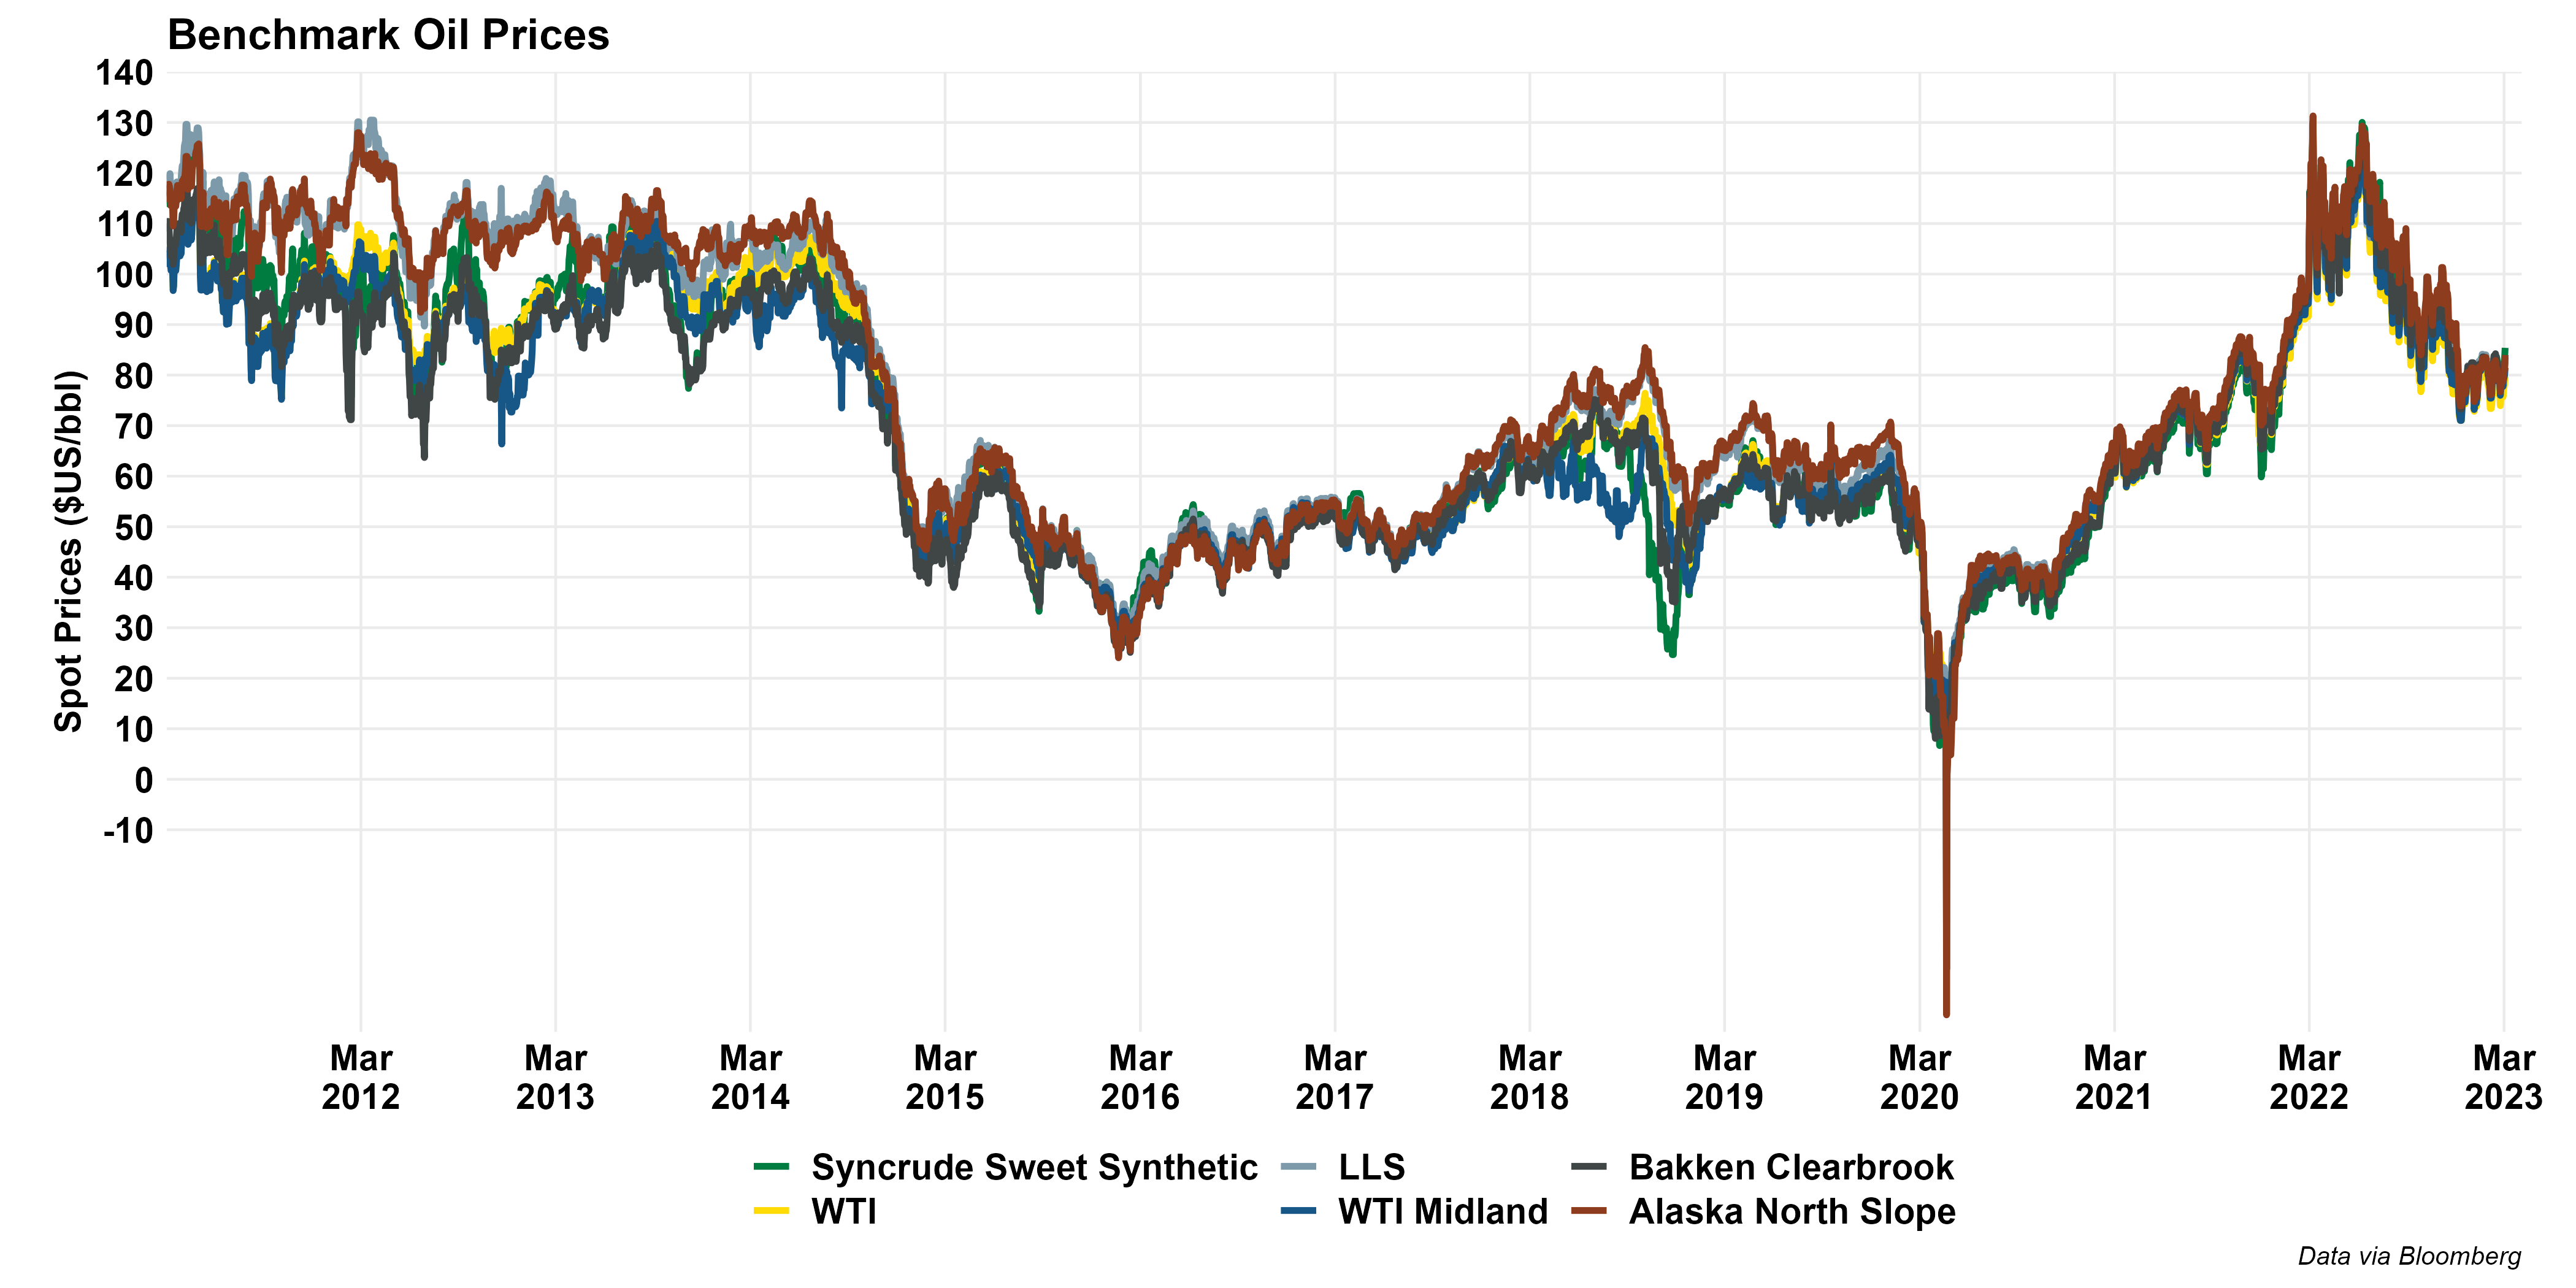 Benchmark Oil Prices
Spot Prices ($US/bbl)
140
130
120
110
100
90
80
70
60
50
40
30
20
10
0
-10
Mar 2012
Mar 2013
Mar 2014
Mar 2015
Mar 2016
Mar 2017
Mar 2018
Mar 2019
Mar 2020
Mar 2021
Mar 2022
Mar 2023
Syncrude Sweet Synthetic
WTI
LLS
WTI Midland
Bakken Clearbrook
Alaska North Slope
Data via Bloomberg